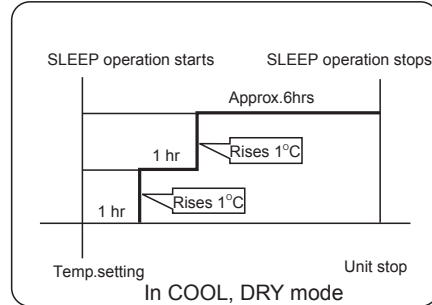 SLEEP operation starts
SLEEP operation stops
Approx.6hrs
1 hr
Rises 1°C
1 hr
Rises 1°C
Temp.setting
Unit stop
In COOL, DRY mode